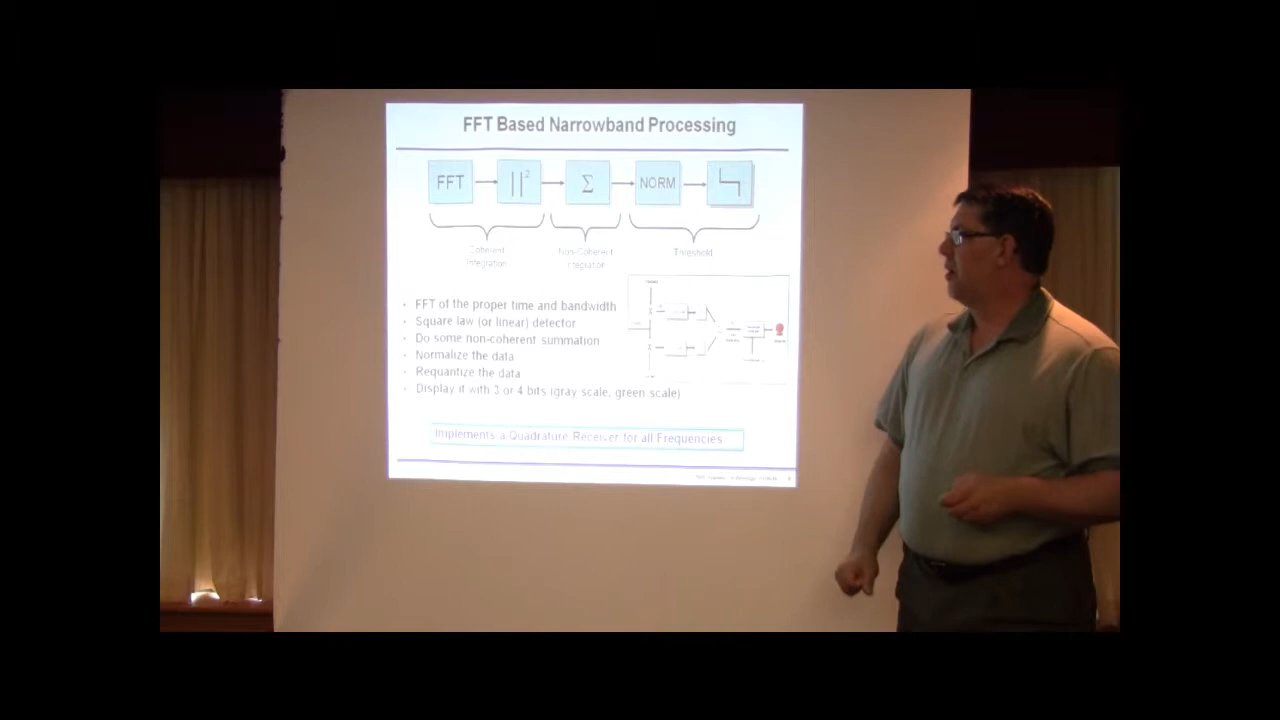 FFT Based Narrowband Processing
FFT
||²
Σ
NORM
Coherent
Integration
Non-Coherent
Integration
Threshold
· FFT of the proper time and bandwidth
· Square law (or linear) detector
· Do some non-coherent summation
· Normalize the data
· Requantize the data
· Display it with 3 or 4 bits (gray scale, green scale)
Implements a Quadrature Receiver for all Frequencies